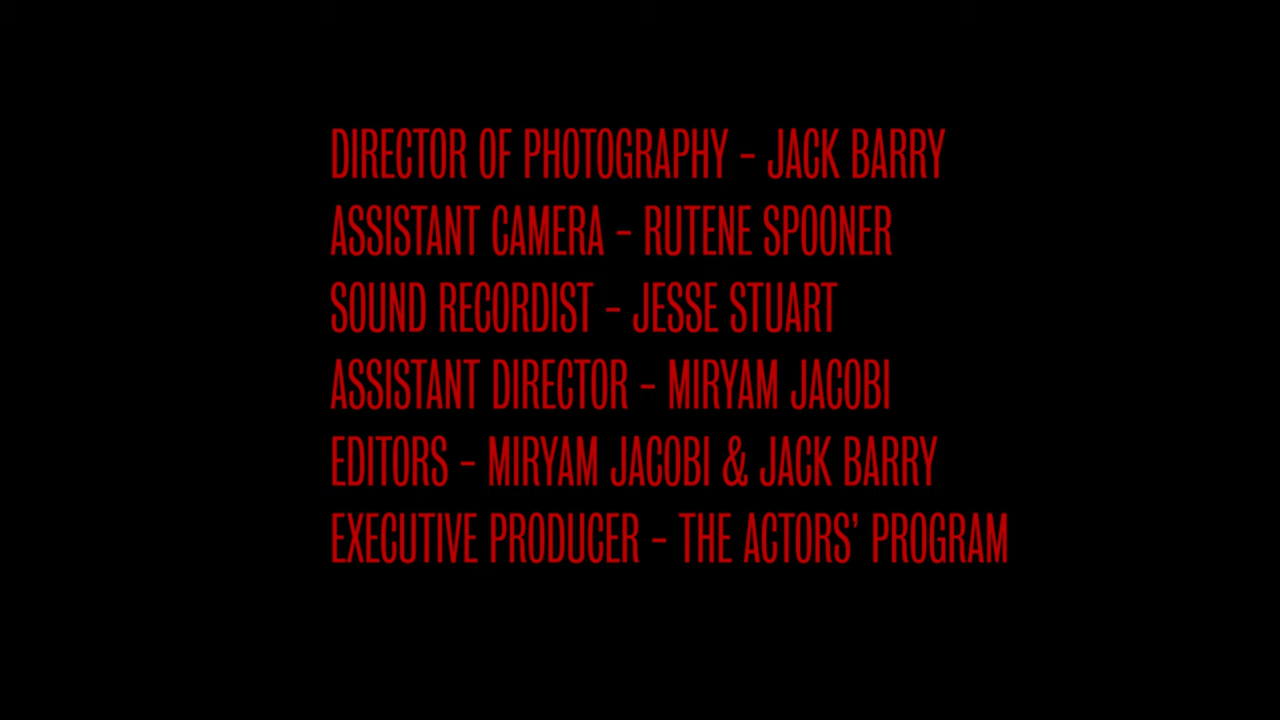 DIRECTOR OF PHOTOGRAPHY – JACK BARRY
ASSISTANT CAMERA – RUTENE SPOONER
SOUND RECORDIST – JESSE STUART
ASSISTANT DIRECTOR – MIRYAM JACOBI
EDITORS – MIRYAM JACOBI & JACK BARRY
EXECUTIVE PRODUCER – THE ACTORS’ PROGRAM